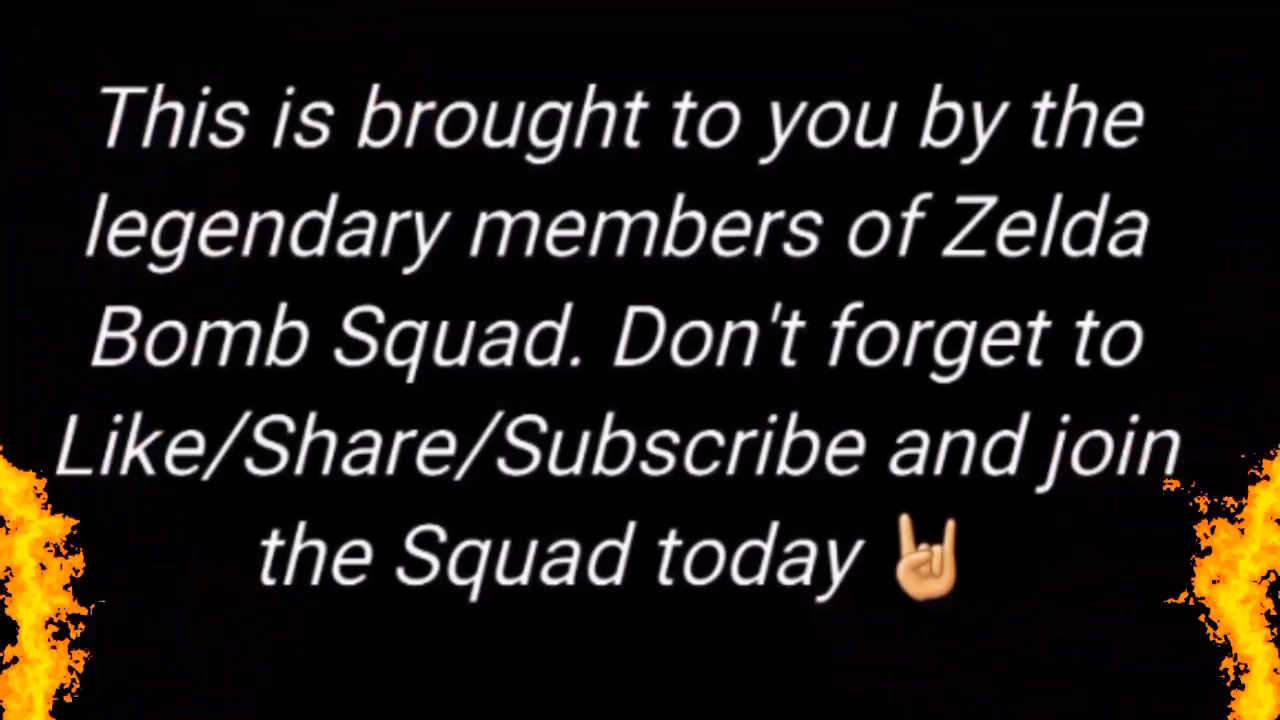 This is brought to you by the
legendary members of Zelda
Bomb Squad. Don't forget to
Like/Share/Subscribe and join
the Squad today 🤘🏼